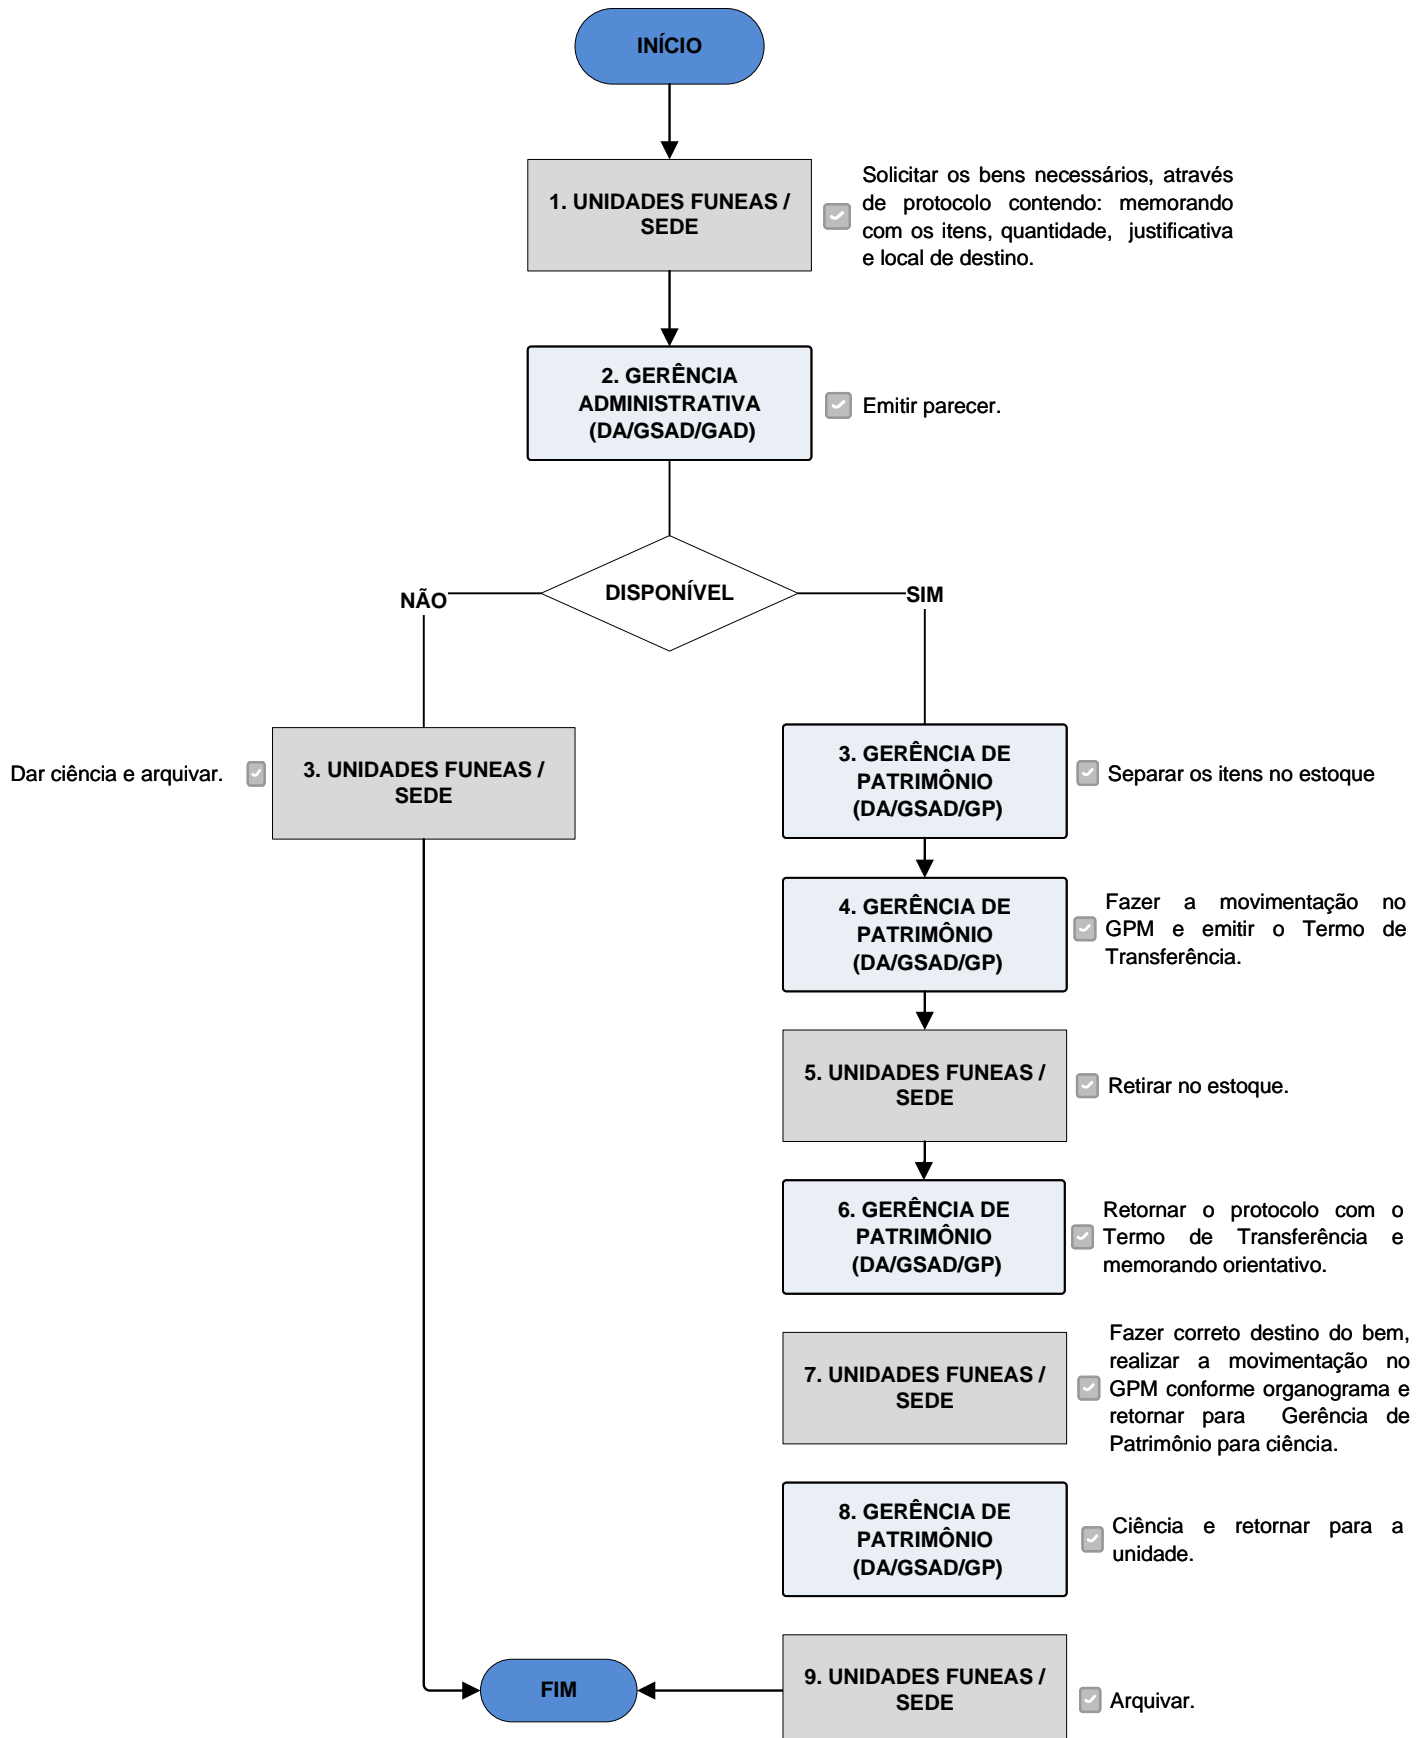 INÍCIO
1. UNIDADES FUNEAS /
SEDE
Solicitar os bens necessários, através
de protocolo contendo: memorando
com os itens, quantidade, justificativa
e local de destino.
2. GERÊNCIA
ADMINISTRATIVA
(DA/GSAD/GAD)
Emitir parecer.
DISPONÍVEL
NÃO
SIM
Dar ciência e arquivar.
3. UNIDADES FUNEAS /
SEDE
3. GERÊNCIA DE
PATRIMÔNIO
(DA/GSAD/GP)
Separar os itens no estoque
4. GERÊNCIA DE
PATRIMÔNIO
(DA/GSAD/GP)
Fazer a movimentação no
GPM e emitir o Termo de
Transferência.
5. UNIDADES FUNEAS /
SEDE
Retirar no estoque.
6. GERÊNCIA DE
PATRIMÔNIO
(DA/GSAD/GP)
Retornar o protocolo com o
Termo de Transferência e
memorando orientativo.
7. UNIDADES FUNEAS /
SEDE
Fazer correto destino do bem,
realizar a movimentação no
GPM conforme organograma e
retornar para Gerência de
Patrimônio para ciência.
8. GERÊNCIA DE
PATRIMÔNIO
(DA/GSAD/GP)
Ciência e retornar para a
unidade.
9. UNIDADES FUNEAS /
SEDE
Arquivar.
FIM